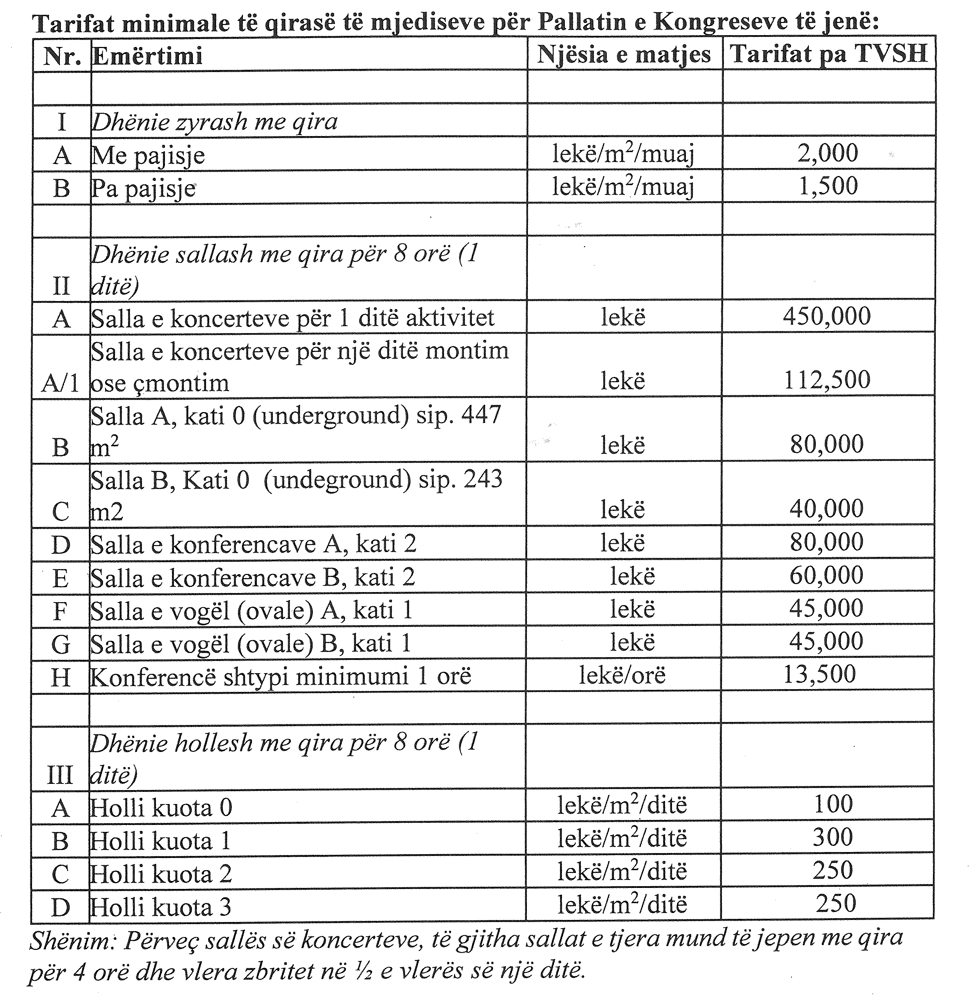 Tarifat minimale të qirasë të mjediseve për Pallatin e Kongreseve të jenë:
Nr. Emërtimi Njësia e matjes Tarifat pa TVSH
I Dhënie zyrash me qira
A Me pajisje lekë/m²/muaj 2,000
B Pa pajisje lekë/m²/muaj 1,500
Dhënie sallash me qira për 8 orë (1
II ditë)
A Salla e koncerteve për 1 ditë aktivitet lekë 450,000
Salla e koncerteve për një ditë montim
A/1 ose çmontim lekë 112,500
Salla A, kati 0 (underground) sip. 447
B m² lekë 80,000
Salla B, Kati 0 (undeground) sip. 243
C m2 lekë 40,000
D Salla e konferencave A, kati 2 lekë 80,000
E Salla e konferencave B, kati 2 lekë 60,000
F Salla e vogël (ovale) A, kati 1 lekë 45,000
G Salla e vogël (ovale) B, kati 1 lekë 45,000
H Konferencë shtypi minimumi 1 orë lekë/orë 13,500
Dhënie hollesh me qira për 8 orë (1
III ditë)
A Holli kuota 0 lekë/m²/ditë 100
B Holli kuota 1 lekë/m²/ditë 300
C Holli kuota 2 lekë/m²/ditë 250
D Holli kuota 3 lekë/m²/ditë 250
Shënim: Përveç sallës së koncerteve, të gjitha sallat e tjera mund të jepen me qira
për 4 orë dhe vlera zbritet në ½ e vlerës së një ditë.